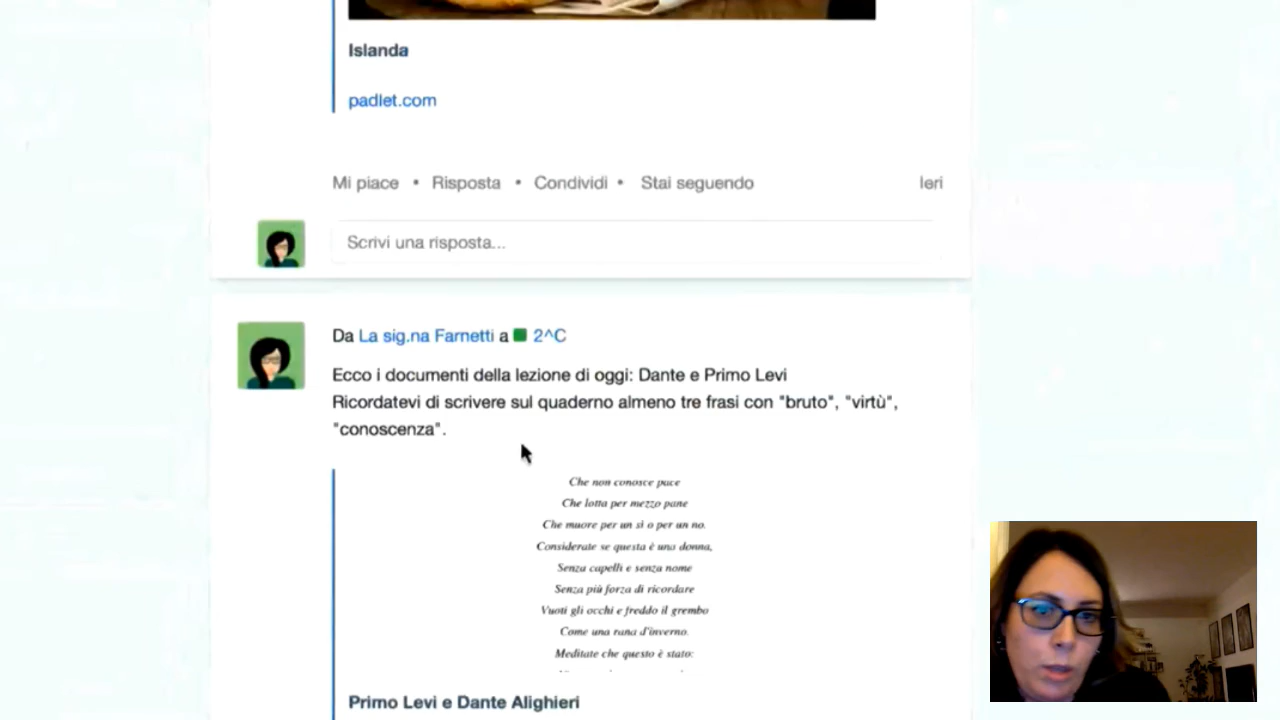 Islanda
padlet.com
Mi piace • Risposta • Condividi • Stai seguendo Ieri
Scrivi una risposta...
Da La sig.na Farnetti a 2^C
Ecco i documenti della lezione di oggi: Dante e Primo Levi
Ricordatevi di scrivere sul quaderno almeno tre frasi con "bruto", "virtù",
"conoscenza".
Che non conosce pace
Che lotta per mezzo pane
Che muore per un sì o per un no.
Considerate se questa è una donna,
Senza capelli e senza nome
Senza più forza di ricordare
Vuoti gli occhi e freddo il grembo
Come una rana d'inverno.
Meditate che questo è stato:
Primo Levi e Dante Alighieri